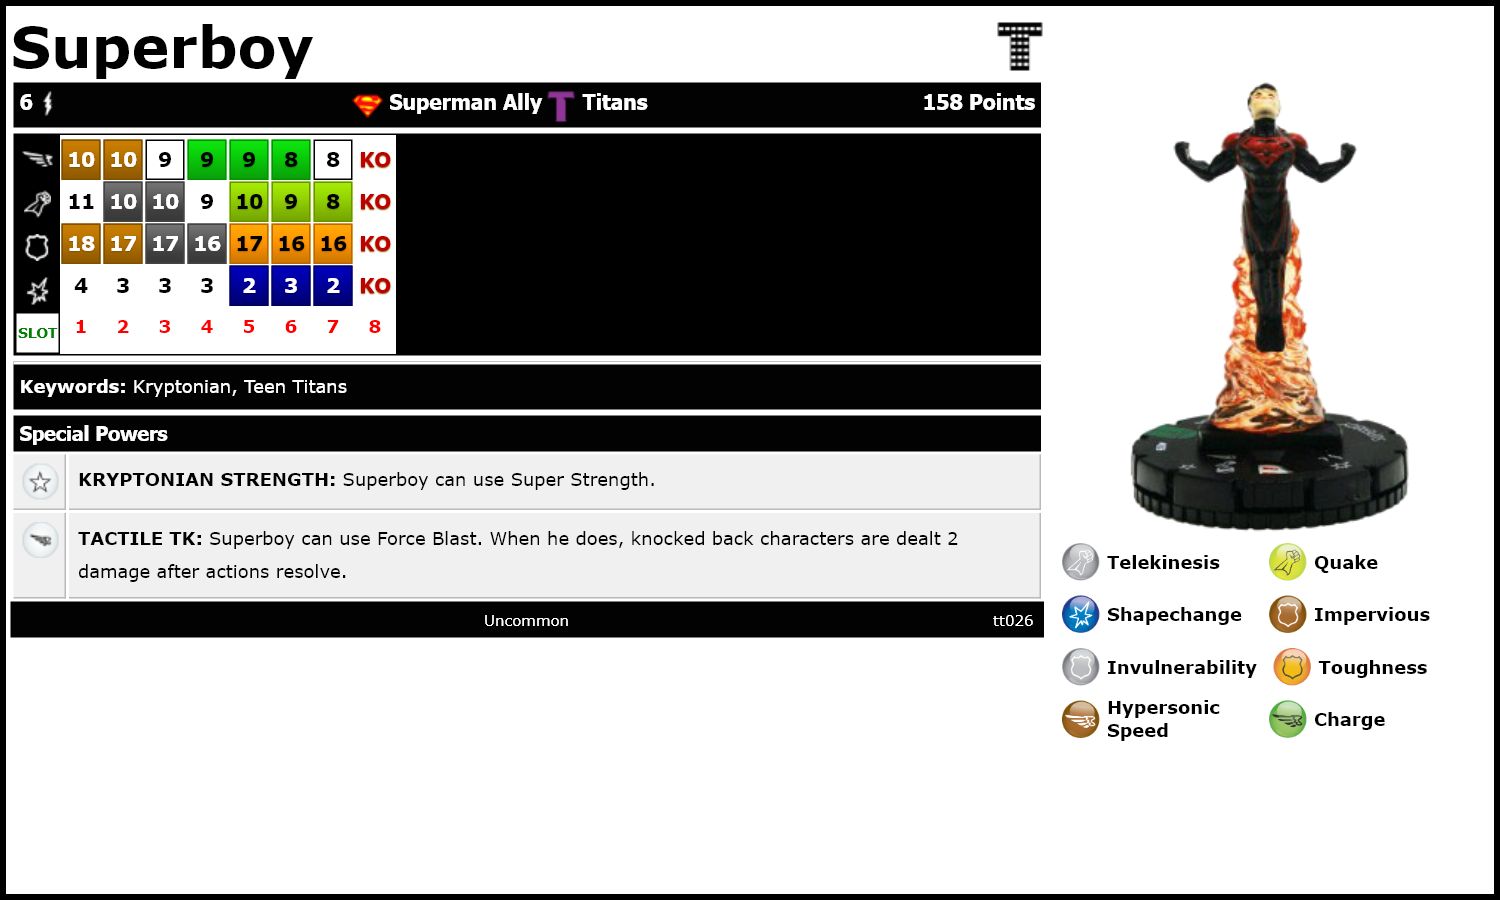 Superboy
T
6 Superman Ally T Titans 158 Points
10 10 9 9 9 8 8 KO
11 10 10 9 10 9 8 KO
18 17 17 16 17 16 16 KO
4 3 3 3 2 3 2 KO
SLOT 1 2 3 4 5 6 7 8
Keywords: Kryptonian, Teen Titans
Special Powers
KRYPTONIAN STRENGTH: Superboy can use Super Strength.
TACTILE TK: Superboy can use Force Blast. When he does, knocked back characters are dealt 2
damage after actions resolve.
Uncommon tt026
Telekinesis Quake
Shapechange Impervious
Invulnerability Toughness
Hypersonic
Speed
Charge